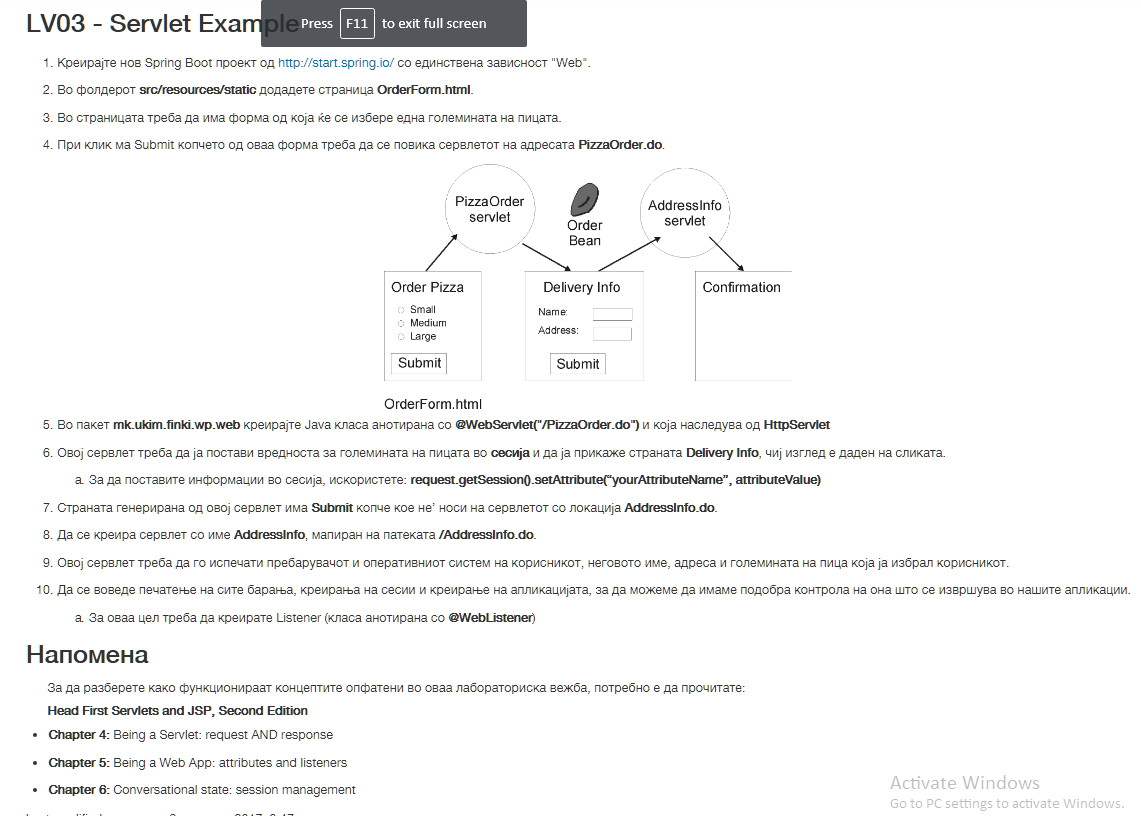 LV03 - Servlet Example
Press F11 to exit full screen
1. Креирајте нов Spring Boot проект од http://start.spring.io/ со единствена зависност "Web".
2. Во фолдерот src/resources/static додадете страница OrderForm.html.
3. Во страницата треба да има форма од која ќе се избере една големината на пицата.
4. При клик ма Submit копчето од оваа форма треба да се повика сервлетот на адресата PizzaOrder.do.
PizzaOrder
servlet
Order
Bean
AddressInfo
servlet
Order Pizza
Small
Medium
Large
Submit
OrderForm.html
Delivery Info
Name:
Address:
Submit
Confirmation
5. Во пакет mk.ukim.finki.wp.web креирајте Java класа анотирана со @WebServlet("/PizzaOrder.do") и која наследува од HttpServlet
6. Овој сервлет треба да ја постави вредноста за големината на пицата во сесија и да ја прикаже страната Delivery Info, чиј изглед е даден на сликата.
a. За да поставите информации во сесија, искористете: request.getSession().setAttribute(“yourAttributeName”, attributeValue)
7. Страната генерирана од овој сервлет има Submit копче кое не’ носи на сервлетот со локација AddressInfo.do.
8. Да се креира сервлет со име AddressInfo, мапиран на патеката /AddressInfo.do.
9. Овој сервлет треба да го испечати пребарувачот и оперативниот систем на корисникот, неговото име, адреса и големината на пица која ја избрал корисникот.
10. Да се воведе печатење на сите барања, креирања на сесии и креирање на апликацијата, за да можеме да имаме подобра контрола на она што се извршува во нашите апликации.
a. За оваа цел треба да креирате Listener (класа анотирана со @WebListener)
Напомена
За да разберете како функционираат концептите опфатени во оваа лабораториска вежба, потребно е да прочитате:
Head First Servlets and JSP, Second Edition
• Chapter 4: Being a Servlet: request AND response
• Chapter 5: Being a Web App: attributes and listeners
• Chapter 6: Conversational state: session management
Activate Windows
Go to PC settings to activate Windows.